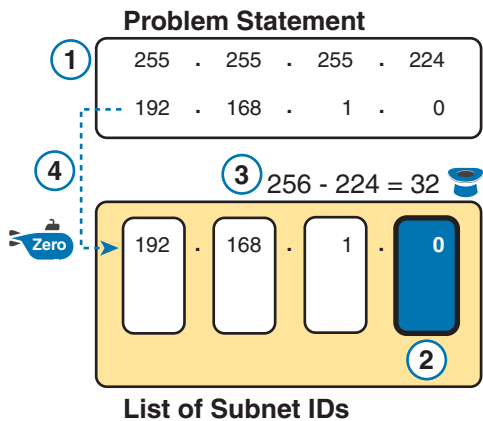 Problem Statement
1
255 . 255 . 255 . 224
192 . 168 . 1 . 0
4
3
256 - 224 = 32
Zero
192 . 168 . 1 . 0
2
List of Subnet IDs